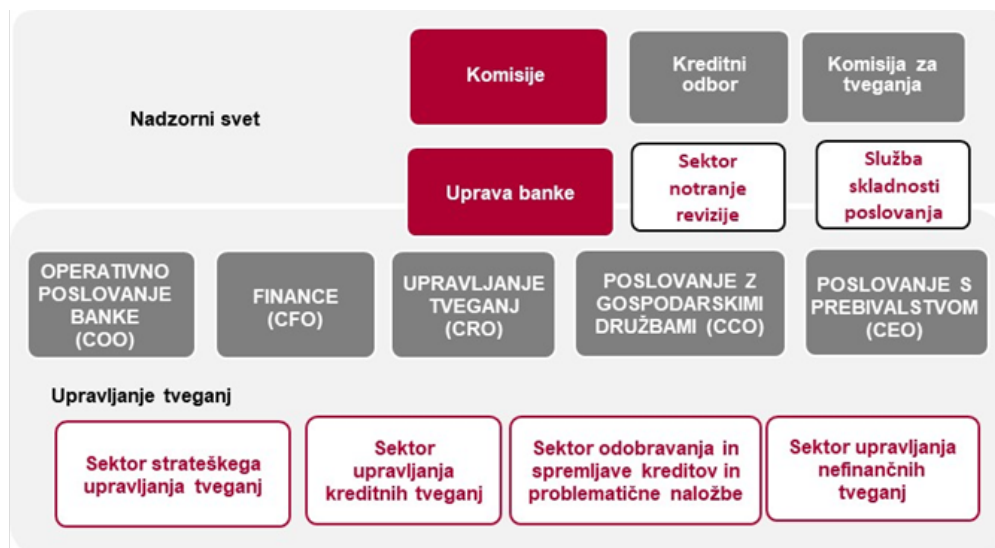 Nadzorni svet
Komisije
Kreditni
odbor
Komisija za
tveganja
Uprava banke
Sektor
notranje
revizije
Služba
skladnosti
poslovanja
OPERATIVNO
POSLOVANJE
BANKE
(COO)
FINANCE
(CFO)
UPRAVLJANJE
TVEGANJ
(CRO)
POSLOVANJE Z
GOSPODARSKIMI
DRUŽBAMI (CCO)
POSLOVANJE S
PREBIVALSTVOM
(CEO)
Upravljanje tveganj
Sektor strateškega
upravljanja tveganj
Sektor
upravljanja
kreditnih tveganj
Sektor odobravanja in
spremljave kreditov in
problematične naložbe
Sektor upravljanja
nefinančnih
tveganj